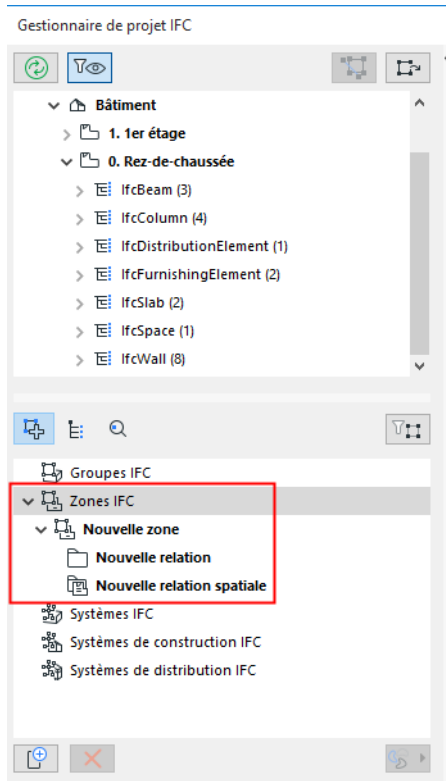 Gestionnaire de projet IFC
Bâtiment
1. 1er étage
0. Rez-de-chaussée
IfcBeam (3)
IfcColumn (4)
IfcDistributionElement (1)
IfcFurnishingElement (2)
IfcSlab (2)
IfcSpace (1)
IfcWall (8)
Groupes IFC
Zones IFC
Nouvelle zone
Nouvelle relation
Nouvelle relation spatiale
Systèmes IFC
Systèmes de construction IFC
Systèmes de distribution IFC